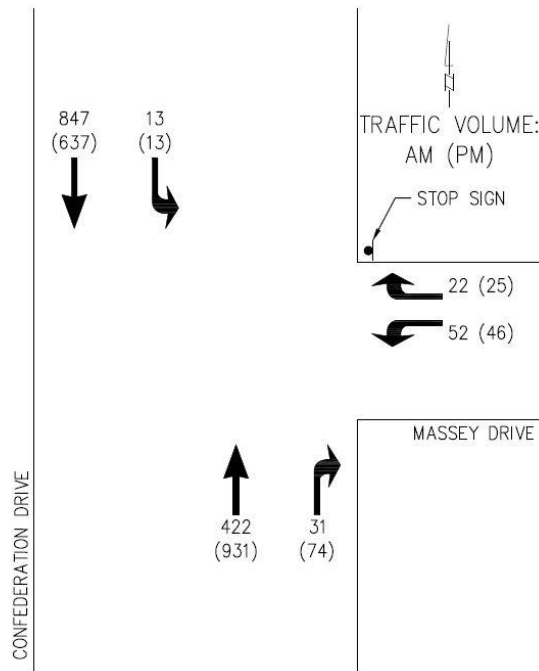 TRAFFIC VOLUME:
AM (PM)
STOP SIGN
847
(637)
13
(13)
22 (25)
52 (46)
MASSEY DRIVE
422
(931)
31
(74)
CONFEDERATION DRIVE